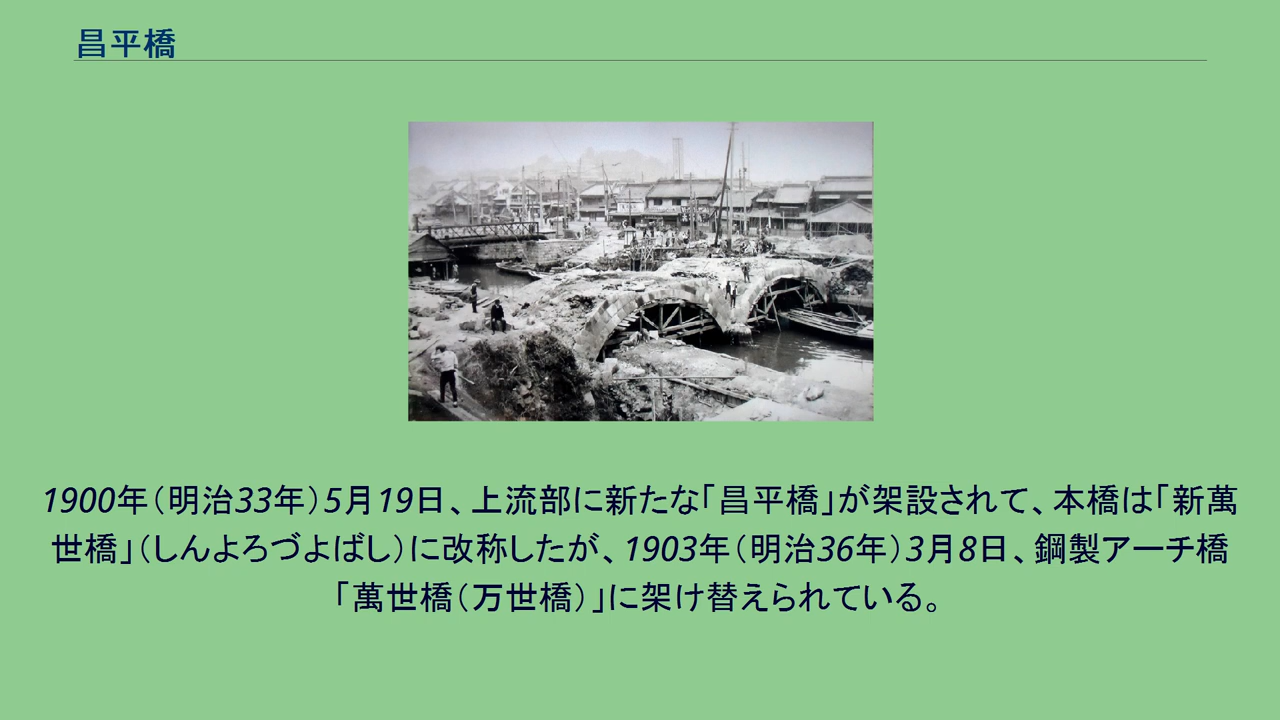 昌平橋
1900年（明治33年）5月19日、上流部に新たな「昌平橋」が架設されて、本橋は「新萬
世橋」（しんよろづよばし）に改称したが、1903年（明治36年）3月8日、鋼製アーチ橋
「萬世橋（万世橋）」に架け替えられている。